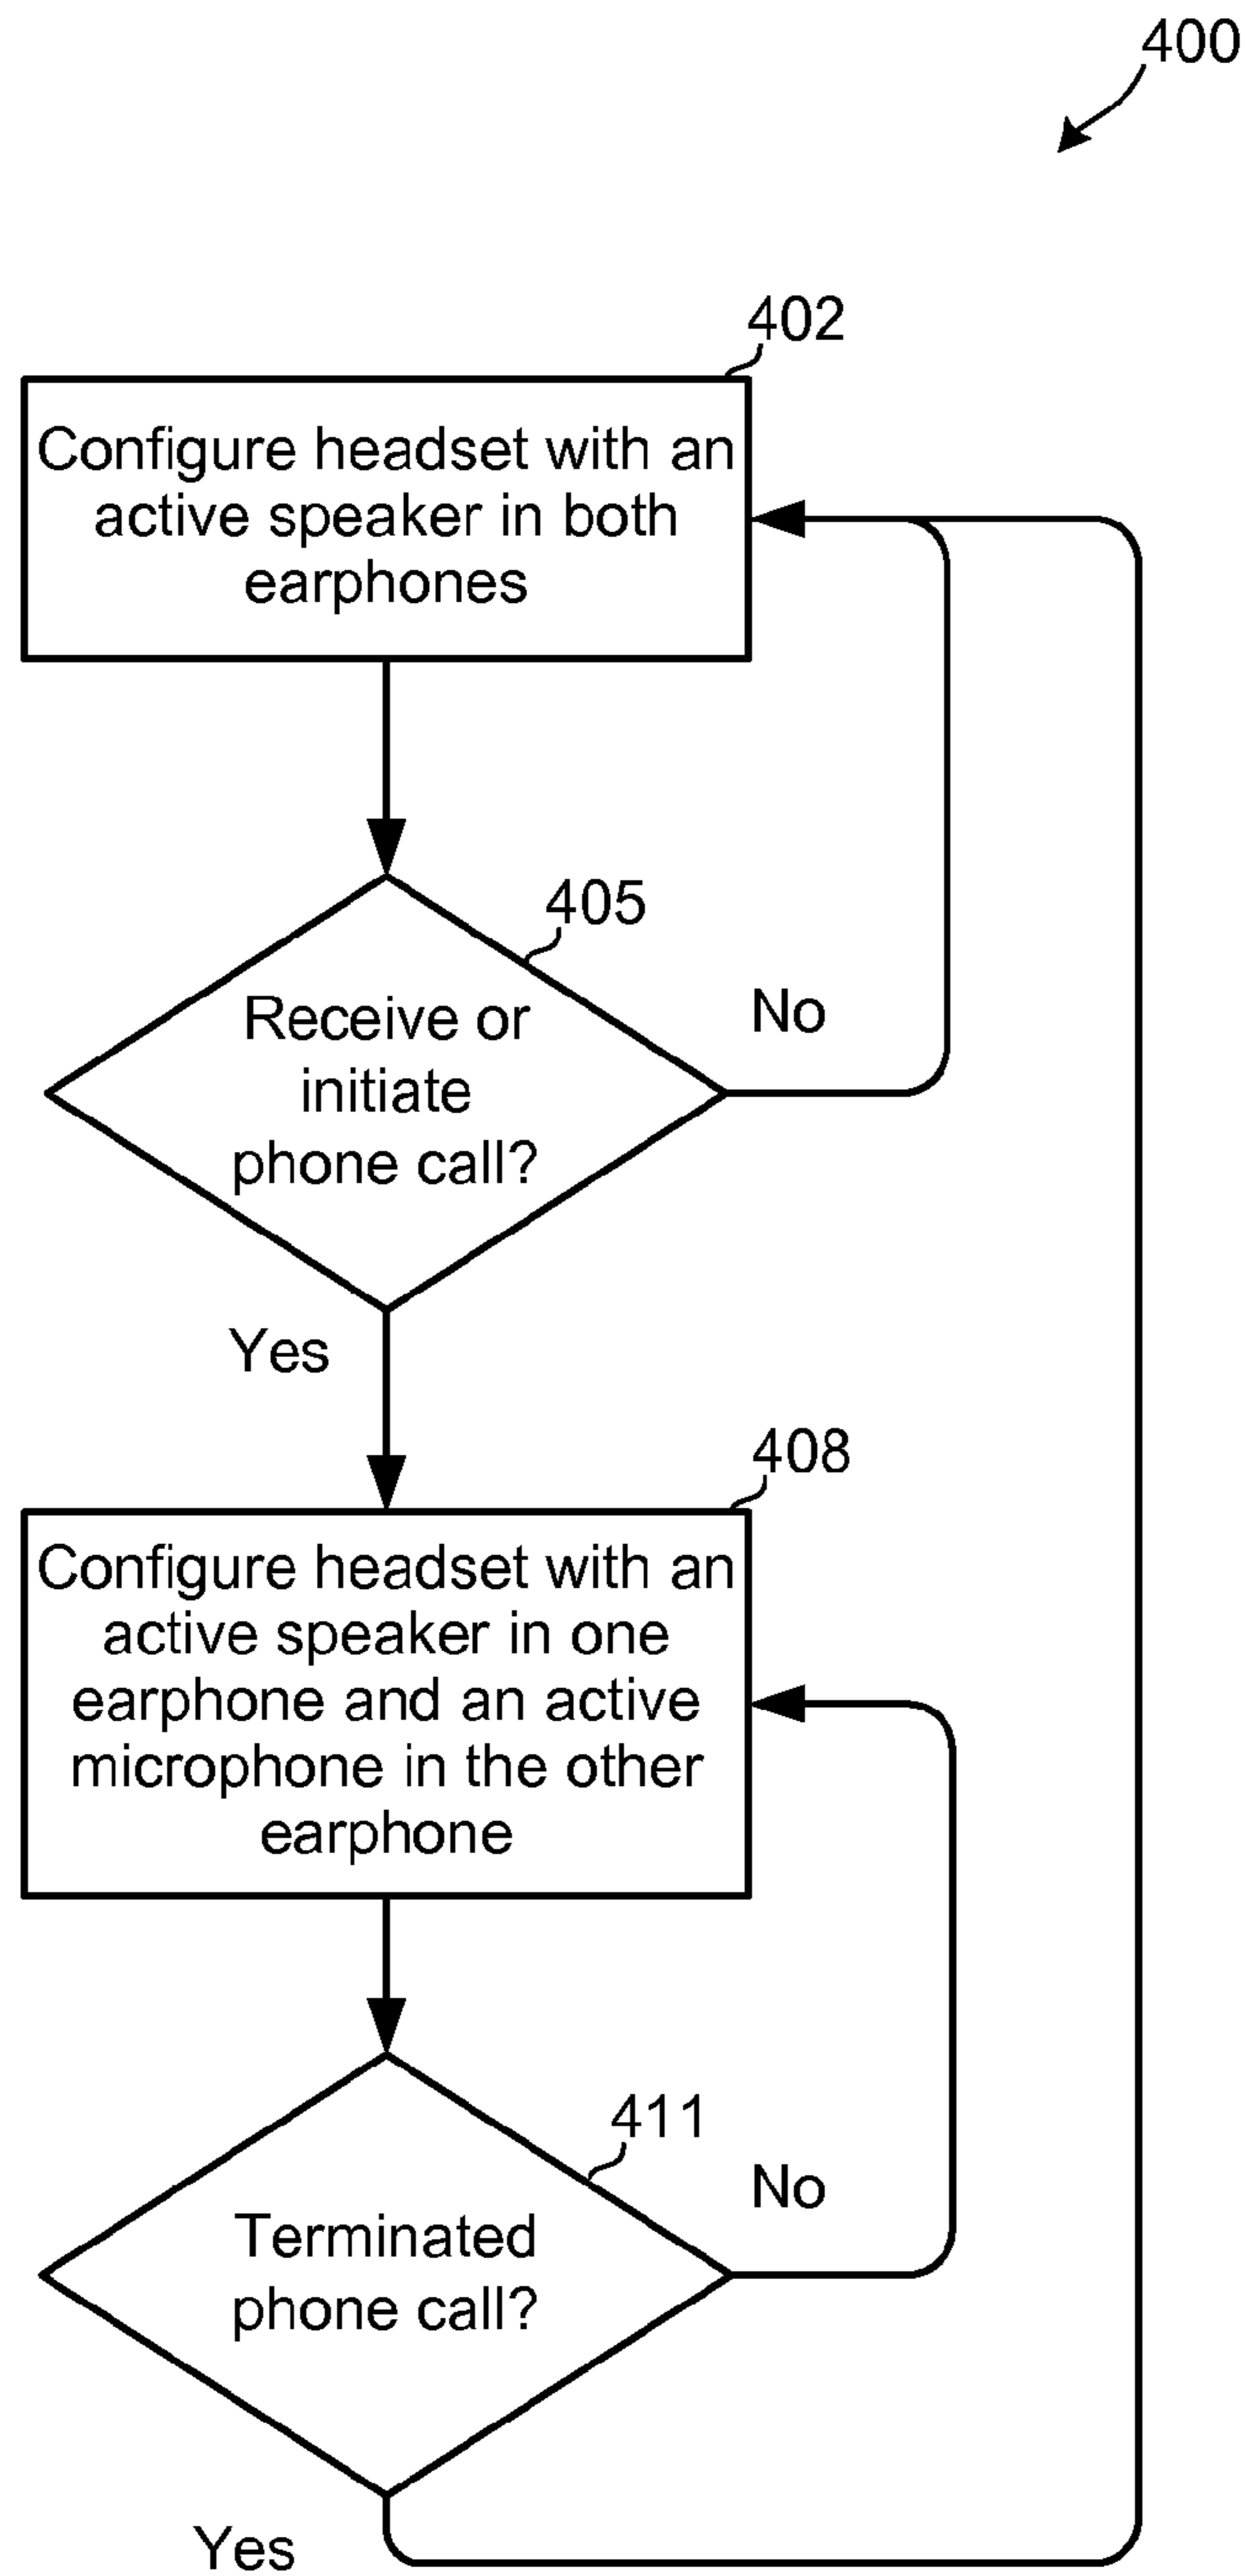 400
402
Configure headset with an
active speaker in both
earphones
405
Receive or
initiate
phone call?
No
Yes
408
Configure headset with an
active speaker in one
earphone and an active
microphone in the other
earphone
411
Terminated
phone call?
No
Yes